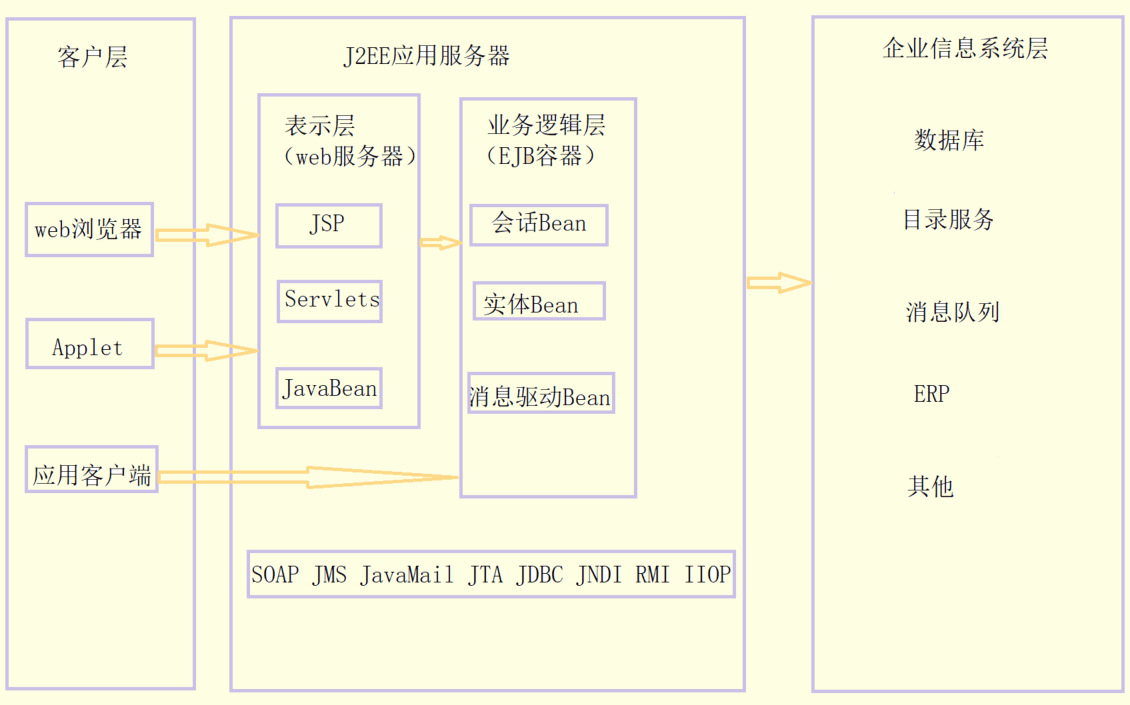 客户层
web浏览器
Applet
应用客户端
J2EE应用服务器
表示层
（web服务器）
JSP
Servlets
JavaBean
业务逻辑层
（EJB容器）
会话Bean
实体Bean
消息驱动Bean
SOAP JMS JavaMail JTA JDBC JNDI RMI IIOP
企业信息系统层
数据库
目录服务
消息队列
ERP
其他